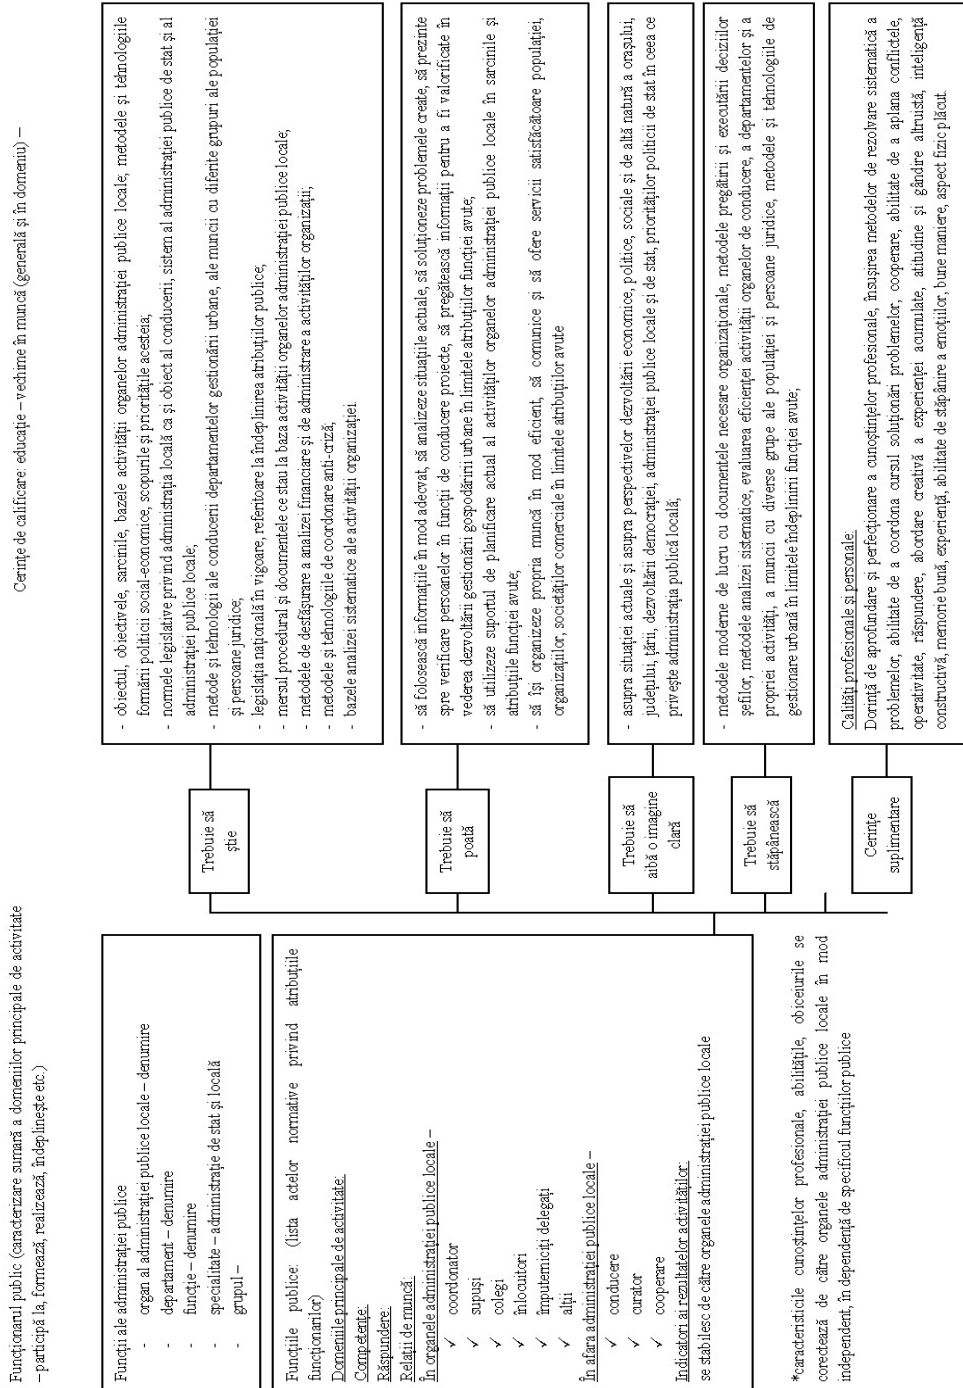 Funcționarul public (caracterizare sumară a domeniilor principale de activitate
– participă la, formează, realizează, îndeplinește etc.)
Funcții ale administrației publice
- organ al administrației publice locale – denumire
- departament – denumire
- funcție – denumire
- specialitate – administrație de stat și locală
- grupul –
Funcțiile publice. (lista actelor normative privind atribuțiile
funcționarilor)
Domeniile principale de activitate:
Competențe:
Răspundere:
Relații de muncă:
În organele administrației publice locale –
✓ coordonator
✓ supuși
✓ colegi
✓ înlocuitori
✓ împuterniciți delegați
✓ alții
În afara administrației publice locale –
✓ conducere
✓ curator
✓ cooperare
Indicatori ai rezultatelor activităților:
se stabilesc de către organele administrației publice locale
*caracteristicile cunoștințelor profesionale, abilitățile, obiceiurile se
corectează de către organele administrației publice locale în mod
independent, în dependență de specificul funcțiilor publice
Cerințe de calificare: educație – vechime în muncă (generală și în domeniu) –
Trebuie să
știe
- obiectul, obiectivele, sarcinile, bazele activității organelor administrației publice locale, metodele și tehnologiile
formării politicii social-economice, scopurile și prioritățile acesteia;
- normele legislative privind administrația locală ca și obiect al conducerii, sistem al administrației publice de stat și al
administrației publice locale;
- metode și tehnologii ale conducerii departamentelor gestionării urbane, ale muncii cu diferite grupuri ale populației
și persoane juridice;
- legislația națională în vigoare, referitoare la îndeplinirea atribuțiilor publice;
- mersul procedural și documentele ce stau la baza activității organelor administrației publice locale;
- metodele de desfășurare a analizei financiare și de administrare a activităților organizației;
- metodele și tehnologiile de coordonare anti-criză;
- bazele analizei sistematice ale activității organizației.
Trebuie să
poată
- să folosească informațiile în mod adecvat, să analizeze situațiile actuale, să soluționeze problemele create, să prezinte
spre verificare persoanelor în funcții de conducere proiecte, să pregătească informații pentru a fi valorificate în
vederea dezvoltării gestionării gospodăririi urbane în limitele atribuțiilor funcției avute;
- să utilizeze suportul de planificare actual al activităților organelor administrației publice locale în sarcinile și
atribuțiile funcției avute;
- să își organizeze propria muncă în mod eficient, să comunice și să ofere servicii satisfăcătoare populației,
organizațiilor, societăților comerciale în limitele atribuțiilor avute
Trebuie să
aibă o imagine
clară
- asupra situației actuale și asupra perspectivelor dezvoltării economice, politice, sociale și de altă natură a orașului,
județului, țării, dezvoltării democrației, administrației publice locale și de stat, priorităților politicii de stat în ceea ce
privește administrația publică locală;
Trebuie să
stăpânească
- metodele moderne de lucru cu documentele necesare organizaționale, metodele pregătirii și executării deciziilor
șefilor, metodele analizei sistematice, evaluarea eficienței activității organelor de conducere, a departamentelor și a
propriei activități, a muncii cu diverse grupe ale populației și persoane juridice, metodele și tehnologiile de
gestionare urbană în limitele îndeplinirii funcției avute;
Cerințe
suplimentare
Calități profesionale și personale:
Dorință de aprofundare și perfecționare a cunoștințelor profesionale, însușirea metodelor de rezolvare sistematică a
problemelor, abilitate de a coordona cursul soluționări problemelor, cooperare, abilitate de a aplana conflictele,
operativitate, răspundere, abordare creativă a experienței acumulate, atitudine și gândire altruistă, inteligență
constructivă, memorie bună, experiență, abilitate de stăpânire a emoțiilor, bune maniere, aspect fizic plăcut.